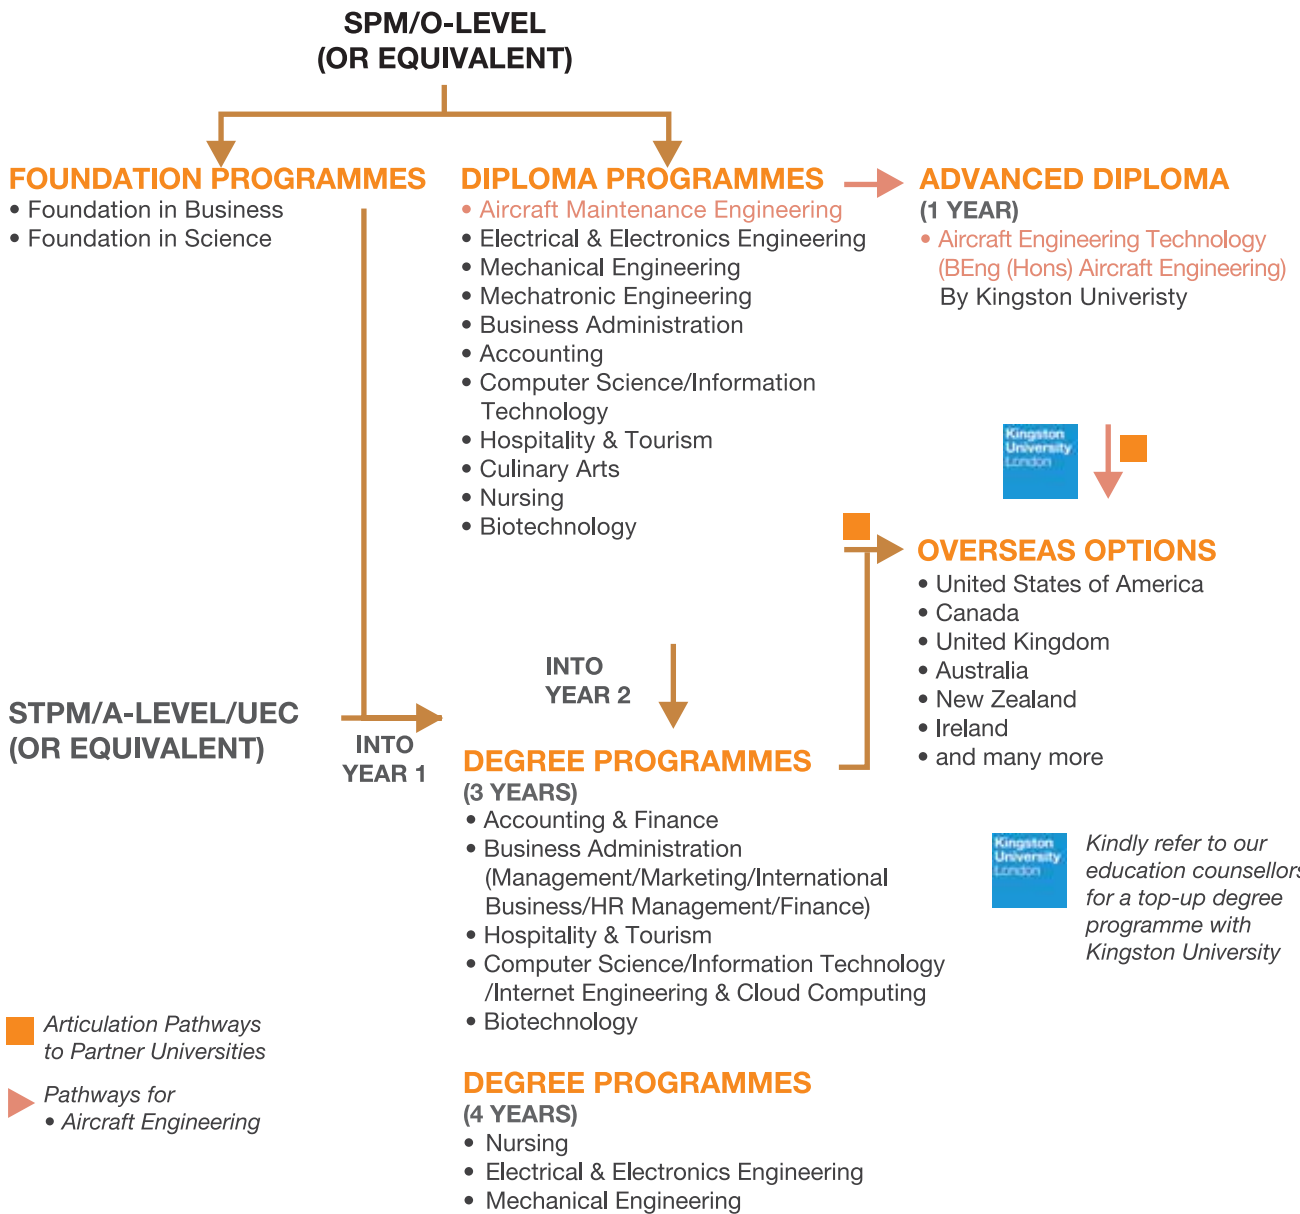 SPM/O-LEVEL
(OR EQUIVALENT)
FOUNDATION PROGRAMMES
• Foundation in Business
• Foundation in Science
DIPLOMA PROGRAMMES
• Aircraft Maintenance Engineering
• Electrical & Electronics Engineering
• Mechanical Engineering
• Mechatronic Engineering
• Business Administration
• Accounting
• Computer Science/Information
Technology
• Hospitality & Tourism
• Culinary Arts
• Nursing
• Biotechnology
ADVANCED DIPLOMA
(1 YEAR)
• Aircraft Engineering Technology
(BEng (Hons) Aircraft Engineering)
By Kingston Univeristy
Kingston
University
London
OVERSEAS OPTIONS
• United States of America
• Canada
• United Kingdom
• Australia
• New Zealand
• Ireland
• and many more
STPM/A-LEVEL/UEC
(OR EQUIVALENT)
INTO
YEAR 1
INTO
YEAR 2
DEGREE PROGRAMMES
(3 YEARS)
• Accounting & Finance
• Business Administration
(Management/Marketing/International
Business/HR Management/Finance)
• Hospitality & Tourism
• Computer Science/Information Technology
/Internet Engineering & Cloud Computing
• Biotechnology
Kingston
University
London
Kindly refer to our
education counsellors
for a top-up degree
programme with
Kingston University
Articulation Pathways
to Partner Universities
Pathways for
• Aircraft Engineering
DEGREE PROGRAMMES
(4 YEARS)
• Nursing
• Electrical & Electronics Engineering
• Mechanical Engineering